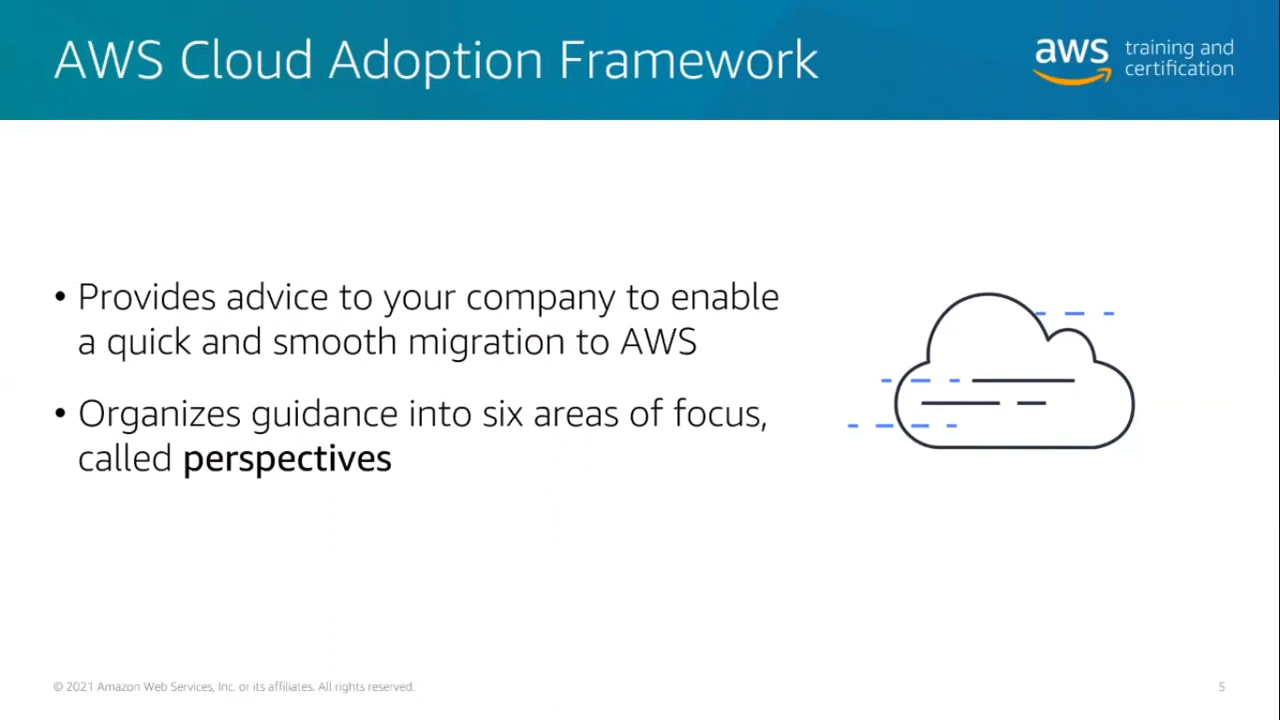 AWS Cloud Adoption Framework
aws training and
certification
• Provides advice to your company to enable
a quick and smooth migration to AWS
• Organizes guidance into six areas of focus,
called perspectives
© 2021 Amazon Web Services, Inc. or its affiliates. All rights reserved.
5